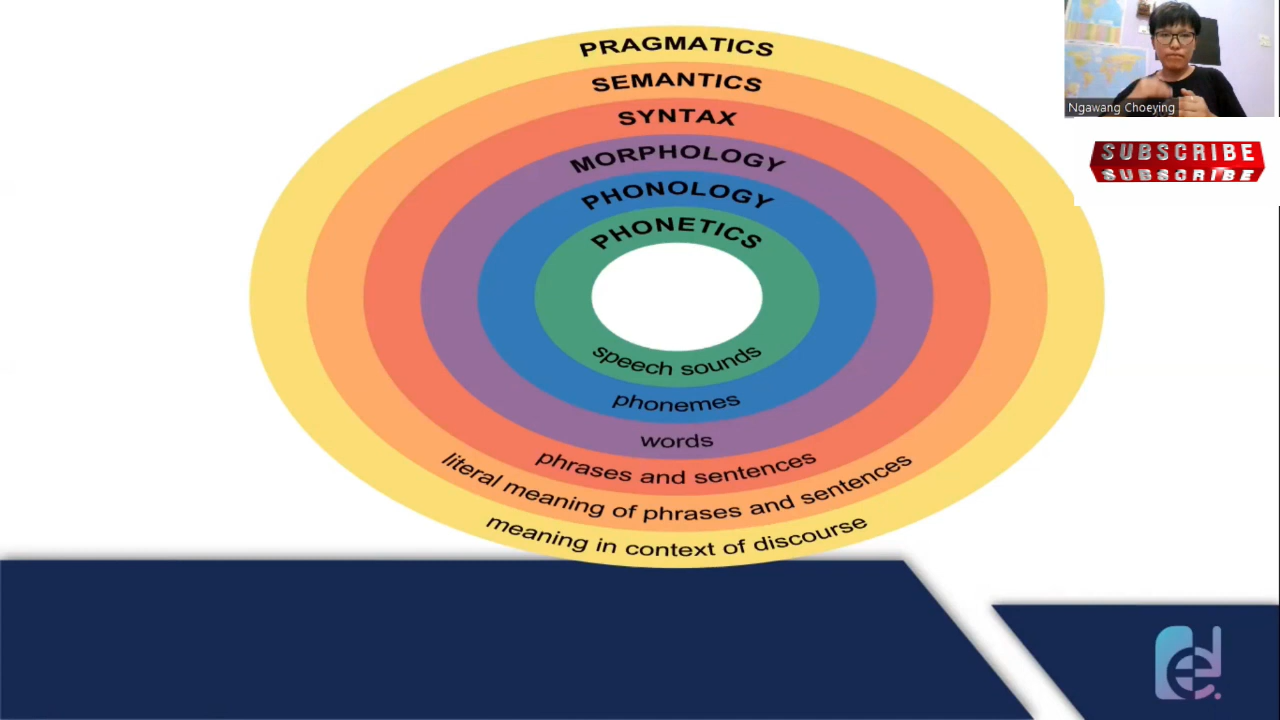 PRAGMATICS
SEMANTICS
SYNTAX
MORPHOLOGY
PHONOLOGY
PHONETICS
speech sounds
phonemes
words
phrases and sentences
literal meaning of phrases and sentences
meaning in context of discourse
Ngawang Choeying
SUBSCRIBE
SUBSCRIBE
ed.